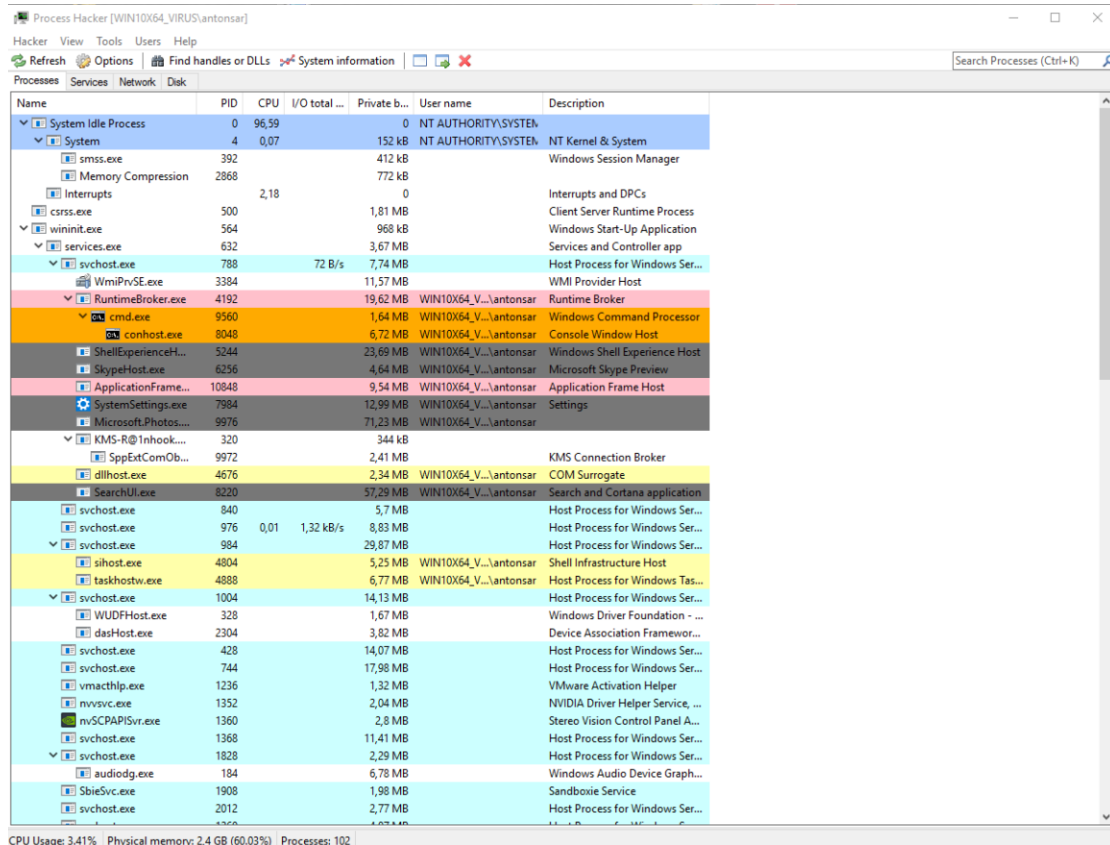 Process Hacker [WIN10X64_VIRUS\antonsar]
Hacker View Tools Users Help
Refresh Options Find handles or DLLs System information Search Processes (Ctrl+K)
Processes Services Network Disk
Name PID CPU I/O total ... Private b... User name Description
System Idle Process 0 96,59 0 NT AUTHORITY\SYSTEM
System 4 0,07 152 kB NT AUTHORITY\SYSTEM NT Kernel & System
smss.exe 392 412 kB Windows Session Manager
Memory Compression 2868 772 kB
Interrupts 2,18 0 Interrupts and DPCs
csrss.exe 500 1,81 MB Client Server Runtime Process
wininit.exe 564 968 kB Windows Start-Up Application
services.exe 632 3,67 MB Services and Controller app
svchost.exe 788 72 B/s 7,74 MB Host Process for Windows Ser...
WmiPrvSE.exe 3384 11,57 MB WMI Provider Host
RuntimeBroker.exe 4192 19,62 MB WIN10X64_V...\antonsar Runtime Broker
cmd.exe 9560 1,64 MB WIN10X64_V...\antonsar Windows Command Processor
conhost.exe 8048 6,72 MB WIN10X64_V...\antonsar Console Window Host
ShellExperienceH... 5244 23,69 MB WIN10X64_V...\antonsar Windows Shell Experience Host
SkypeHost.exe 6256 4,64 MB WIN10X64_V...\antonsar Microsoft Skype Preview
ApplicationFrame... 10848 9,54 MB WIN10X64_V...\antonsar Application Frame Host
SystemSettings.exe 7984 12,99 MB WIN10X64_V...\antonsar Settings
Microsoft.Photos.... 9976 71,23 MB WIN10X64_V...\antonsar
KMS-R@1nhook.... 320 344 kB
SppExtComOb... 9972 2,41 MB KMS Connection Broker
dllhost.exe 4676 2,34 MB WIN10X64_V...\antonsar COM Surrogate
SearchUI.exe 8220 57,29 MB WIN10X64_V...\antonsar Search and Cortana application
svchost.exe 840 5,7 MB Host Process for Windows Ser...
svchost.exe 976 0,01 1,32 kB/s 8,83 MB Host Process for Windows Ser...
svchost.exe 984 29,87 MB Host Process for Windows Ser...
sihost.exe 4804 5,25 MB WIN10X64_V...\antonsar Shell Infrastructure Host
taskhostw.exe 4888 6,77 MB WIN10X64_V...\antonsar Host Process for Windows Tas...
svchost.exe 1004 14,13 MB Host Process for Windows Ser...
WUDFHost.exe 328 1,67 MB Windows Driver Foundation - ...
dasHost.exe 2304 3,82 MB Device Association Framewor...
svchost.exe 428 14,07 MB Host Process for Windows Ser...
svchost.exe 744 17,98 MB Host Process for Windows Ser...
vmacthlp.exe 1236 1,32 MB VMware Activation Helper
nvvsvc.exe 1352 2,04 MB NVIDIA Driver Helper Service, ...
nvSCPAPISvr.exe 1360 2,8 MB Stereo Vision Control Panel A...
svchost.exe 1368 11,41 MB Host Process for Windows Ser...
svchost.exe 1828 2,29 MB Host Process for Windows Ser...
audiodg.exe 184 6,78 MB Windows Audio Device Graph...
SbieSvc.exe 1908 1,98 MB Sandboxie Service
svchost.exe 2012 2,77 MB Host Process for Windows Ser...
CPU Usage: 3.41% Physical memory: 2.4 GB (60.03%) Processes: 102